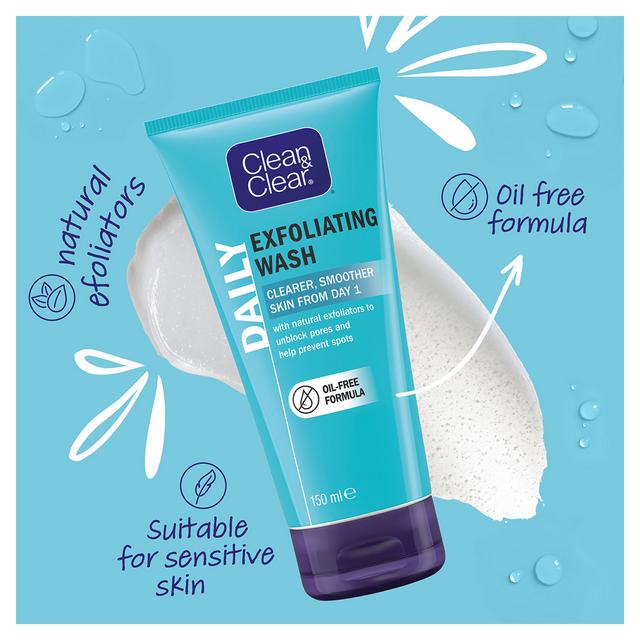 Clean &
Clear®
DAILY
EXFOLIATING
WASH
CLEARER, SMOOTHER
SKIN FROM DAY 1
with natural exfoliators to
unblock pores and
help prevent spots
OIL-FREE
FORMULA
150 ml e
natural
efoliators
Oil free
formula
Suitable
for sensitive
skin